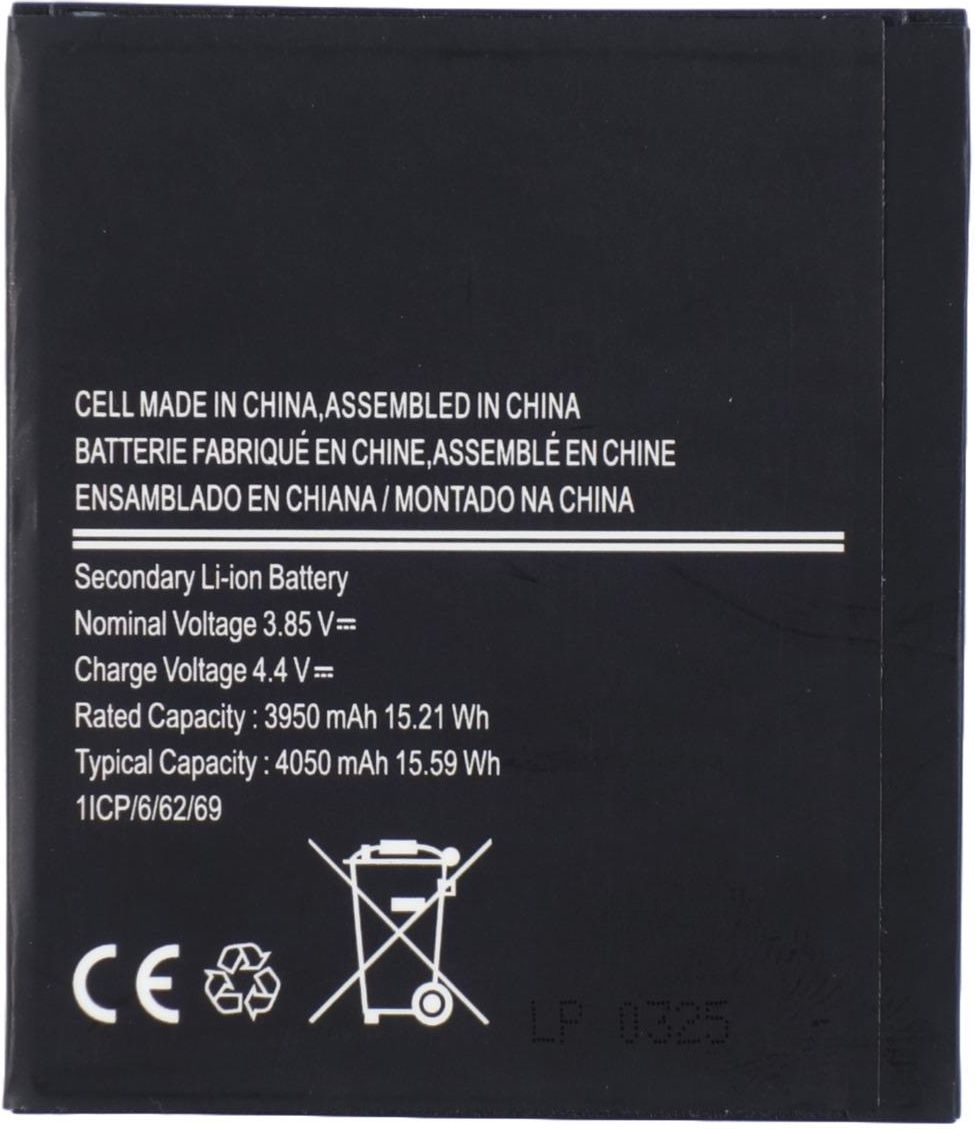 CELL MADE IN CHINA,ASSEMBLED IN CHINA
BATTERIE FABRIQUÉ EN CHINE,ASSEMBLÉ EN CHINE
ENSAMBLADO EN CHIANA / MONTADO NA CHINA
Secondary Li-ion Battery
Nominal Voltage 3.85 V⎓
Charge Voltage 4.4 V⎓
Rated Capacity : 3950 mAh 15.21 Wh
Typical Capacity : 4050 mAh 15.59 Wh
1ICP/6/62/69
CE
LP 0325